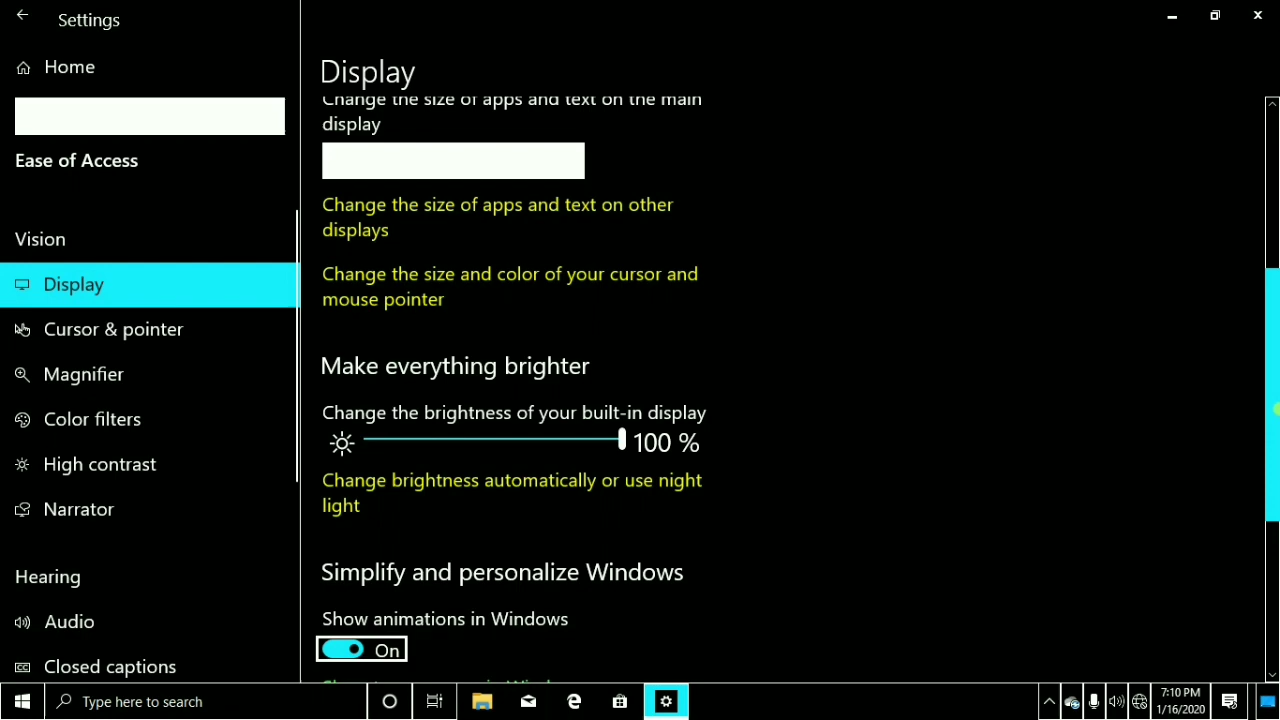 Settings
Home
Ease of Access
Vision
Display
Cursor & pointer
Magnifier
Color filters
High contrast
Narrator
Hearing
Audio
Closed captions
Display
Change the size of apps and text on the main
display
Change the size of apps and text on other
displays
Change the size and color of your cursor and
mouse pointer
Make everything brighter
Change the brightness of your built-in display
100 %
Change brightness automatically or use night
light
Simplify and personalize Windows
Show animations in Windows
On
Type here to search
7:10 PM
1/16/2020